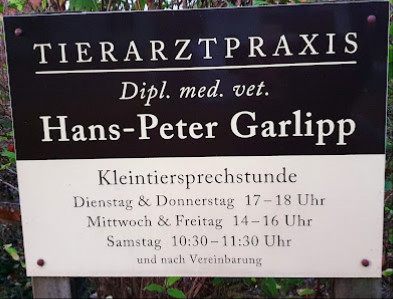 TIERARZTPRAXIS
Dipl. med. vet.
Hans-Peter Garlipp
Kleintiersprechstunde
Dienstag & Donnerstag 17–18 Uhr
Mittwoch & Freitag 14–16 Uhr
Samstag 10:30–11:30 Uhr
und nach Vereinbarung